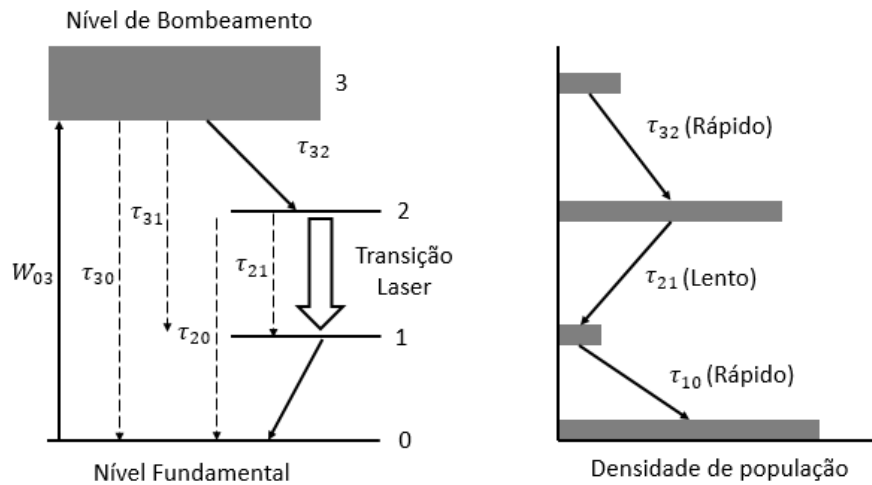 Nível de Bombeamento
3
τ₃₂
τ₃₂ (Rápido)
2
τ₃₁
W₀₃
τ₃₀
τ₂₁
Transição
Laser
τ₂₁ (Lento)
τ₂₀
1
τ₁₀ (Rápido)
0
Nível Fundamental
Densidade de população